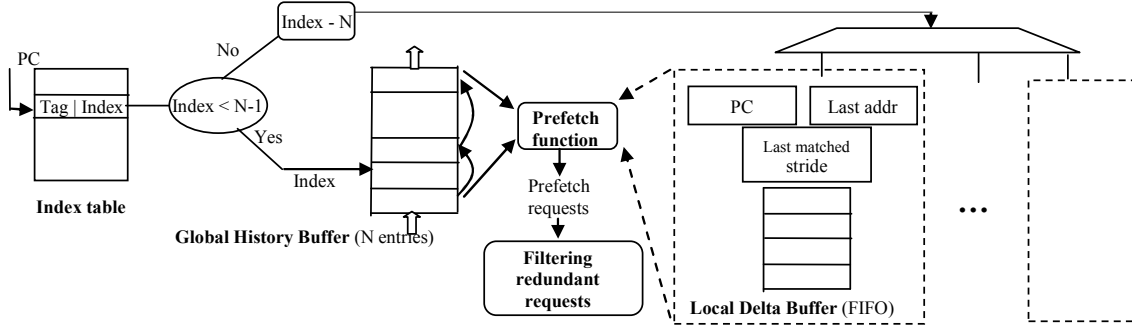 PC
Tag | Index
Index table
Index < N-1
No
Yes
Index - N
Index
Global History Buffer (N entries)
Prefetch
function
Prefetch
requests
Filtering
redundant
requests
PC
Last addr
Last matched
stride
Local Delta Buffer (FIFO)
...